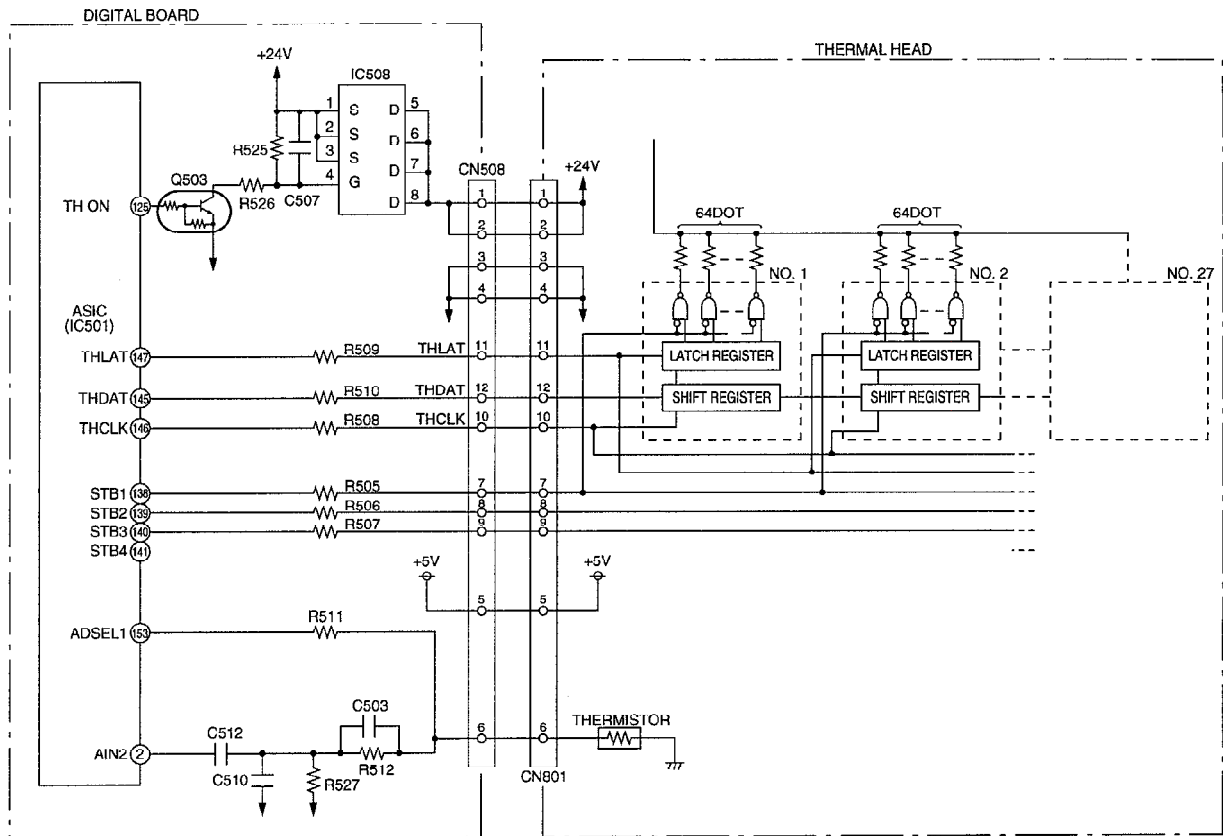 DIGITAL BOARD
THERMAL HEAD
+24V
IC508
1 S D 5
2 S D 6
3 S D 7
4 G D 8
R525
C507
R526
Q503
TH ON
CN508
+24V
1 1
2 2
3 3
4 4
64DOT
64DOT
NO. 1
NO. 2
NO. 27
ASIC
(IC501)
THLAT 147 R509 THLAT 11 11
LATCH REGISTER
LATCH REGISTER
THDAT 145 R510 THDAT 12 12
SHIFT REGISTER
SHIFT REGISTER
THCLK 146 R508 THCLK 10 10
STB1 138 R505 7 7
STB2 139 R506 8 8
STB3 140 R507 9 9
STB4 141
+5V
+5V
5 5
ADSEL1 153 R511
C503
6 6
THERMISTOR
AIN2 2 C512
R512
C510
R527
CN801